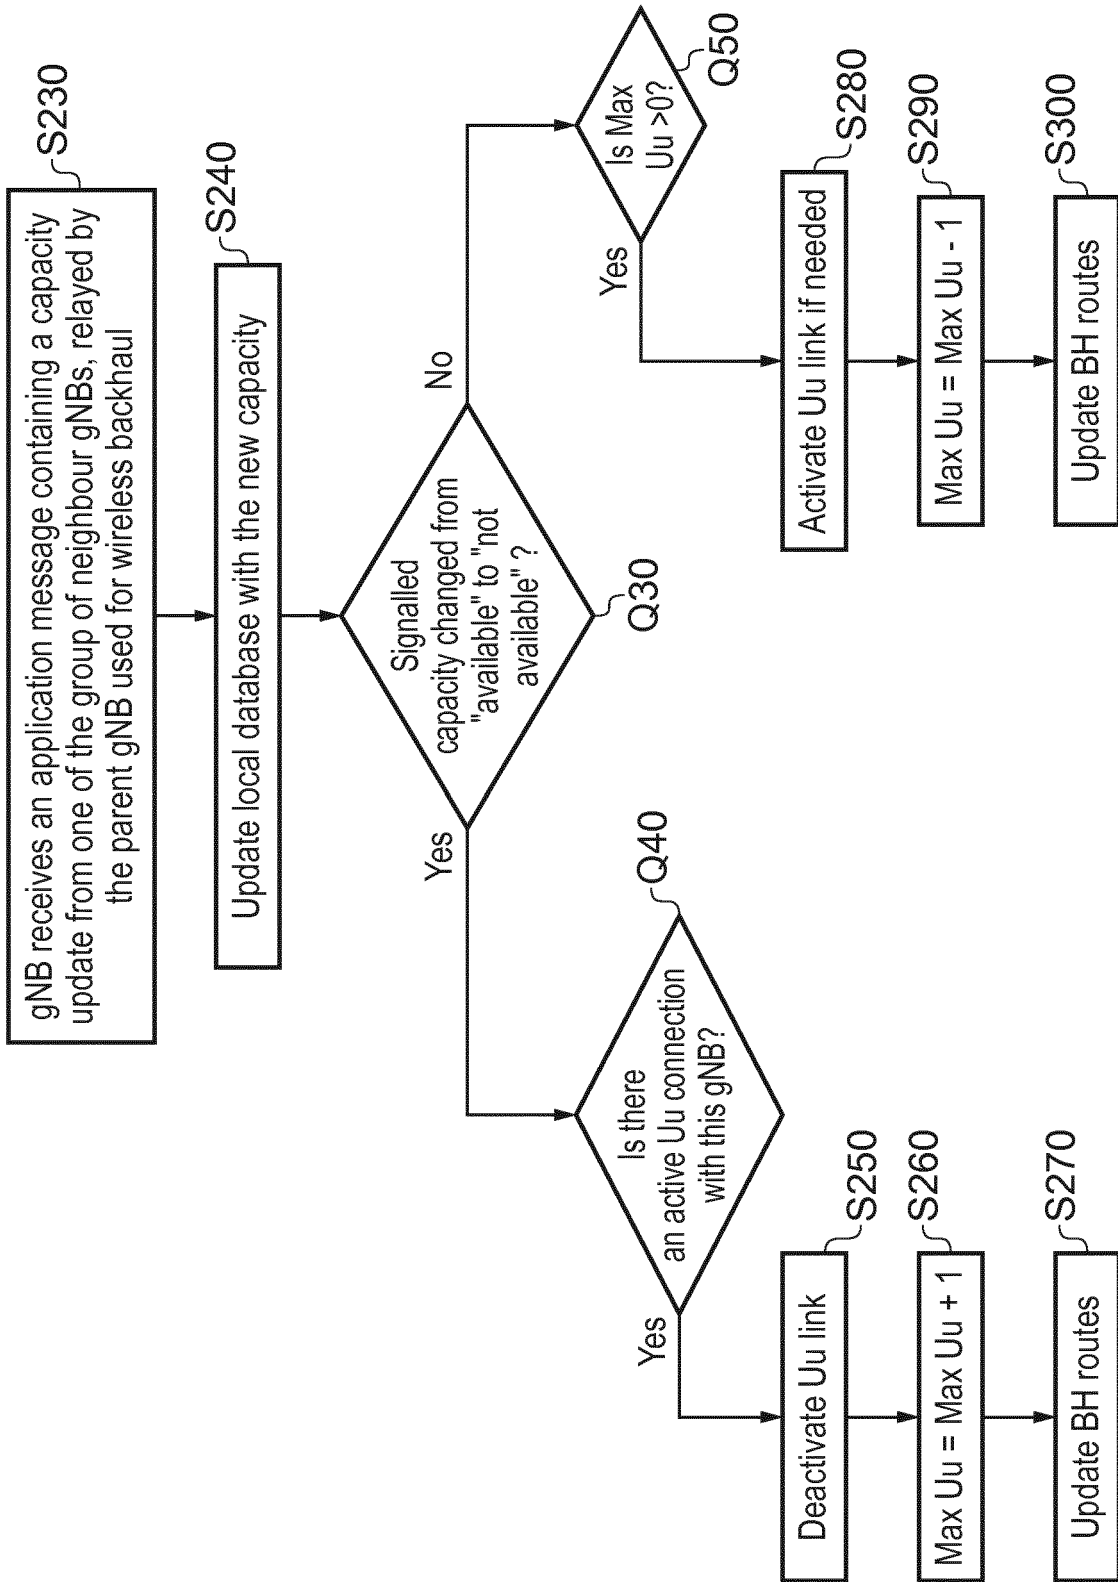 gNB receives an application message containing a capacity
update from one of the group of neighbour gNBs, relayed by
the parent gNB used for wireless backhaul
S230
Update local database with the new capacity
S240
Signalled
capacity changed from
"available" to "not
available" ?
Q30
Yes
No
Is there
an active Uu connection
with this gNB?
Q40
Yes
Deactivate Uu link
S250
Max Uu = Max Uu + 1
S260
Update BH routes
S270
Is Max
Uu >0?
Q50
Yes
Activate Uu link if needed
S280
Max Uu = Max Uu - 1
S290
Update BH routes
S300